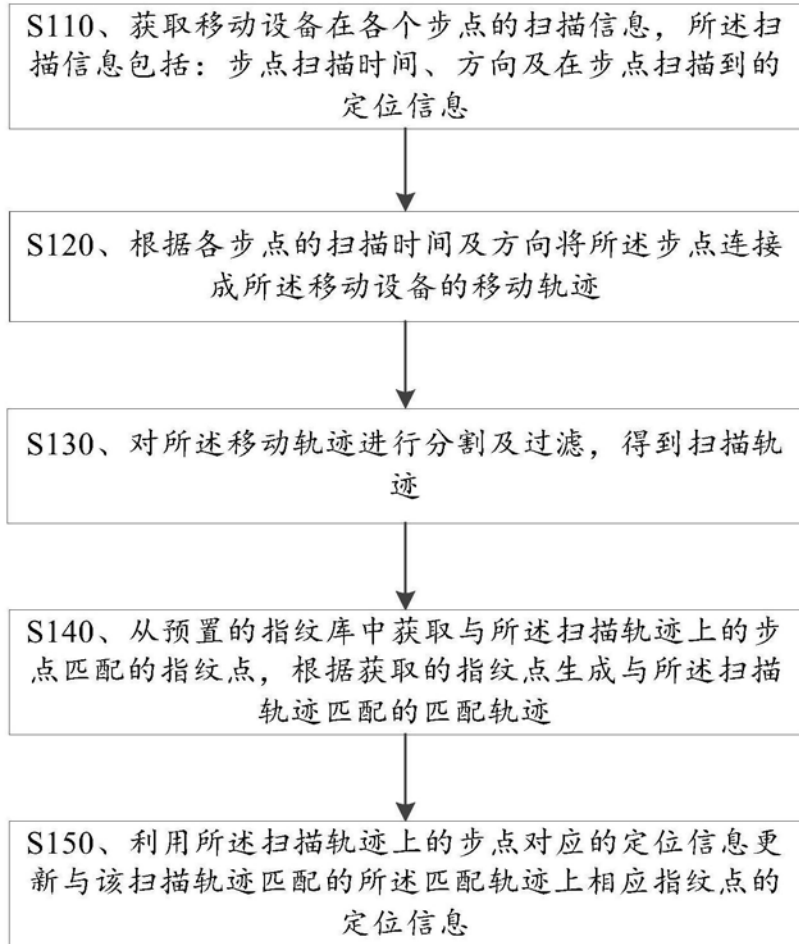 S110、获取移动设备在各个步点的扫描信息，所述扫
描信息包括：步点扫描时间、方向及在步点扫描到的
定位信息
S120、根据各步点的扫描时间及方向将所述步点连接
成所述移动设备的移动轨迹
S130、对所述移动轨迹进行分割及过滤，得到扫描轨
迹
S140、从预置的指纹库中获取与所述扫描轨迹上的步
点匹配的指纹点，根据获取的指纹点生成与所述扫描
轨迹匹配的匹配轨迹
S150、利用所述扫描轨迹上的步点对应的定位信息更
新与该扫描轨迹匹配的所述匹配轨迹上相应指纹点的
定位信息